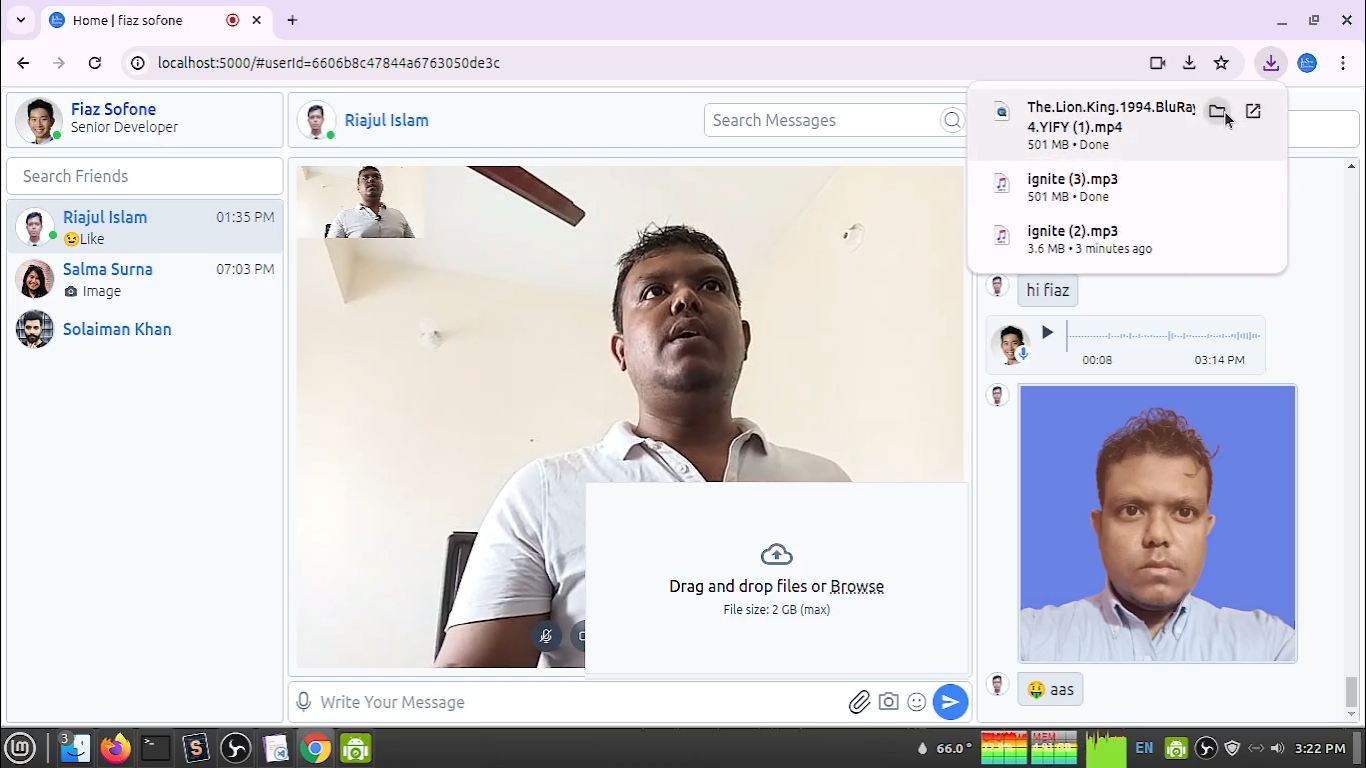 Home | fiaz sofone
localhost:5000/#userId=6606b8c47844a6763050de3c
Fiaz Sofone
Senior Developer
Search Friends
Riajul Islam
01:35 PM
😉Like
Salma Surna
07:03 PM
Image
Solaiman Khan
Riajul Islam
Search Messages
The.Lion.King.1994.BluRay
4.YIFY (1).mp4
501 MB • Done
ignite (3).mp3
501 MB • Done
ignite (2).mp3
3.6 MB • 3 minutes ago
hi fiaz
00:08
03:14 PM
🤑 aas
Drag and drop files or Browse
File size: 2 GB (max)
Write Your Message
3
66.0°
MEM
EN
3:22 PM